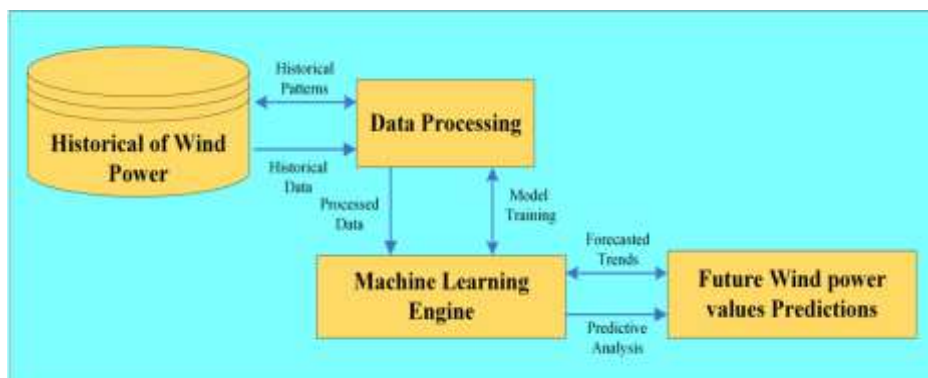 Historical
Patterns
Historical of Wind
Power
Data Processing
Historical
Data
Processed
Data
Model
Training
Machine Learning
Engine
Forecasted
Trends
Future Wind power
values Predictions
Predictive
Analysis